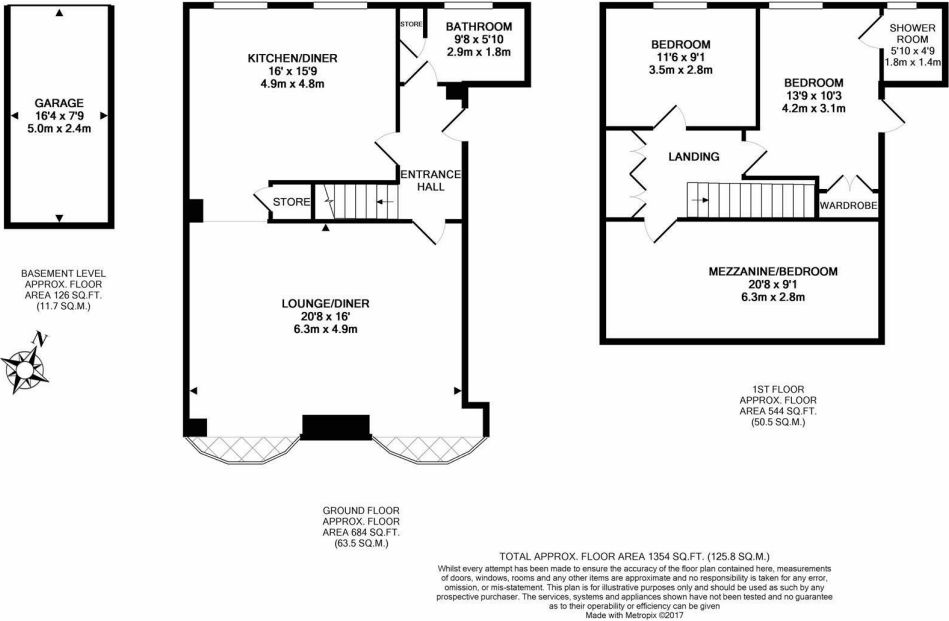 GARAGE
16'4 x 7'9
5.0m x 2.4m
BASEMENT LEVEL
APPROX. FLOOR
AREA 126 SQ.FT.
(11.7 SQ.M.)
N
KITCHEN/DINER
16' x 15'9
4.9m x 4.8m
STORE
BATHROOM
9'8 x 5'10
2.9m x 1.8m
ENTRANCE
HALL
STORE
LOUNGE/DINER
20'8 x 16'
6.3m x 4.9m
GROUND FLOOR
APPROX. FLOOR
AREA 684 SQ.FT.
(63.5 SQ.M.)
BEDROOM
11'6 x 9'1
3.5m x 2.8m
BEDROOM
13'9 x 10'3
4.2m x 3.1m
SHOWER
ROOM
5'10 x 4'9
1.8m x 1.4m
LANDING
WARDROBE
MEZZANINE/BEDROOM
20'8 x 9'1
6.3m x 2.8m
1ST FLOOR
APPROX. FLOOR
AREA 544 SQ.FT.
(50.5 SQ.M.)
TOTAL APPROX. FLOOR AREA 1354 SQ.FT. (125.8 SQ.M.)
Whilst every attempt has been made to ensure the accuracy of the floor plan contained here, measurements
of doors, windows, rooms and any other items are approximate and no responsibility is taken for any error,
omission, or mis-statement. This plan is for illustrative purposes only and should be used as such by any
prospective purchaser. The services, systems and appliances shown have not been tested and no guarantee
as to their operability or efficiency can be given
Made with Metropix ©2017